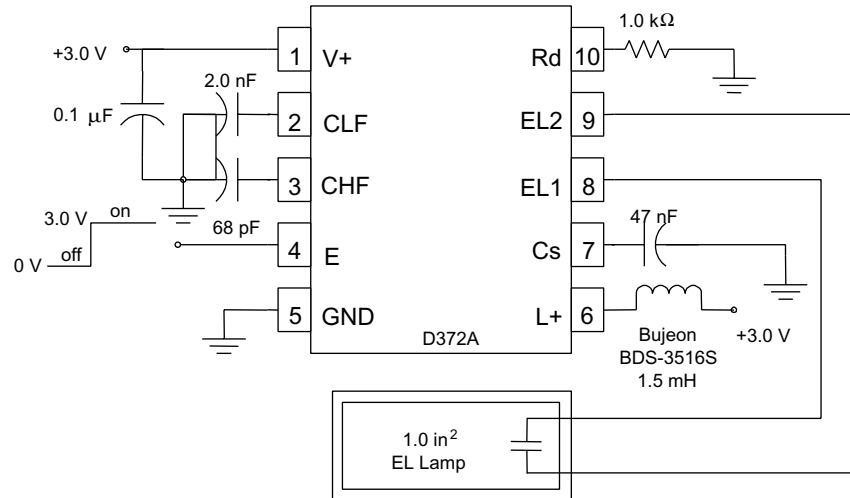 +3.0 V
0.1 μF
2.0 nF
68 pF
3.0 V
on
off
0 V
1 V+
2 CLF
3 CHF
4 E
5 GND
D372A
Rd 10
EL2 9
EL1 8
Cs 7
L+ 6
1.0 kΩ
47 nF
+3.0 V
Bujeon
BDS-3516S
1.5 mH
1.0 in²
EL Lamp